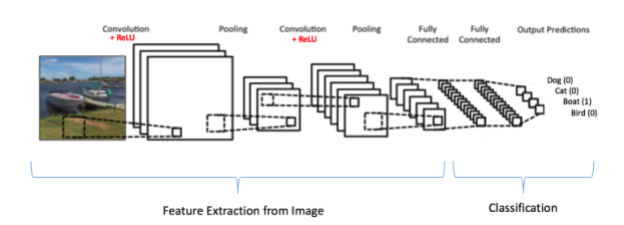 Convolution
+ ReLU
Pooling
Convolution
+ ReLU
Pooling
Fully
Connected
Fully
Connected
Output Predictions
Dog (0)
Cat (0)
Boat (1)
Bird (0)
Feature Extraction from Image
Classification